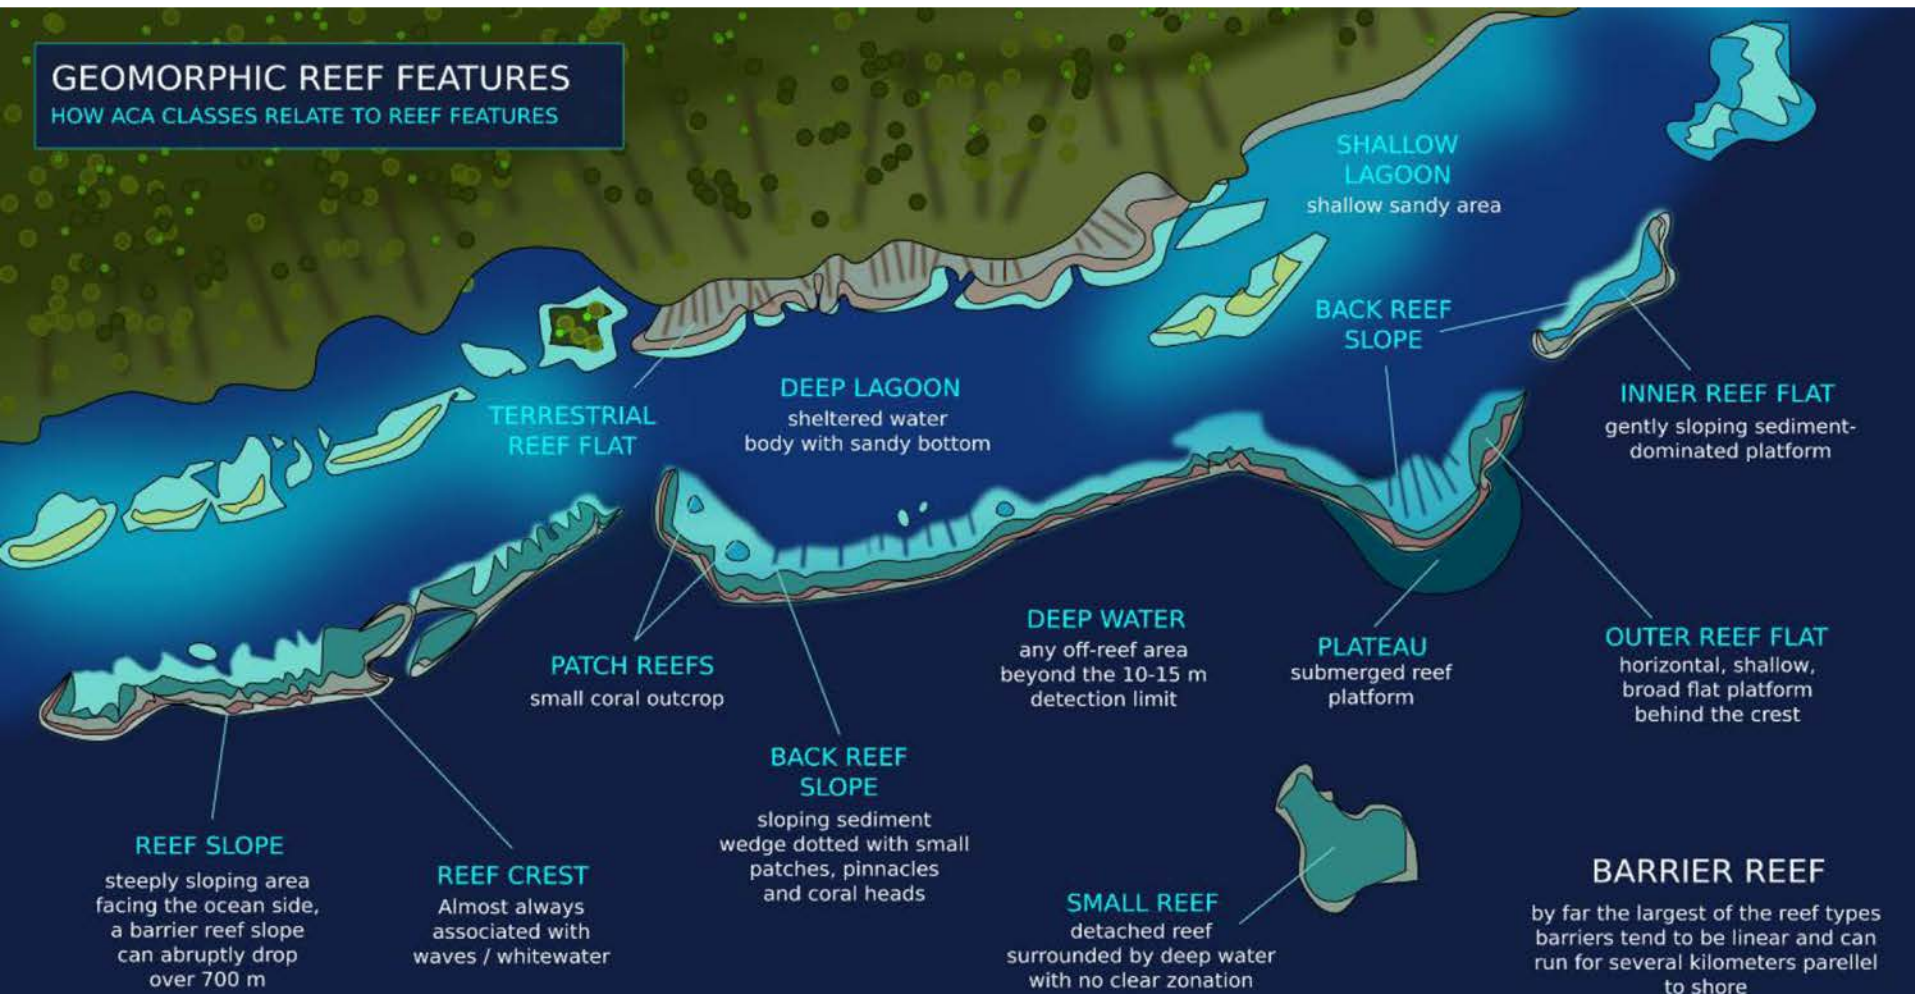 GEOMORPHIC REEF FEATURES
HOW ACA CLASSES RELATE TO REEF FEATURES
SHALLOW
LAGOON
shallow sandy area
BACK REEF
SLOPE
INNER REEF FLAT
gently sloping sediment-
dominated platform
TERRESTRIAL
REEF FLAT
DEEP LAGOON
sheltered water
body with sandy bottom
PATCH REEFS
small coral outcrop
DEEP WATER
any off-reef area
beyond the 10-15 m
detection limit
PLATEAU
submerged reef
platform
OUTER REEF FLAT
horizontal, shallow,
broad flat platform
behind the crest
REEF SLOPE
steeply sloping area
facing the ocean side,
a barrier reef slope
can abruptly drop
over 700 m
REEF CREST
Almost always
associated with
waves / whitewater
BACK REEF
SLOPE
sloping sediment
wedge dotted with small
patches, pinnacles
and coral heads
SMALL REEF
detached reef
surrounded by deep water
with no clear zonation
BARRIER REEF
by far the largest of the reef types
barriers tend to be linear and can
run for several kilometers parellel
to shore